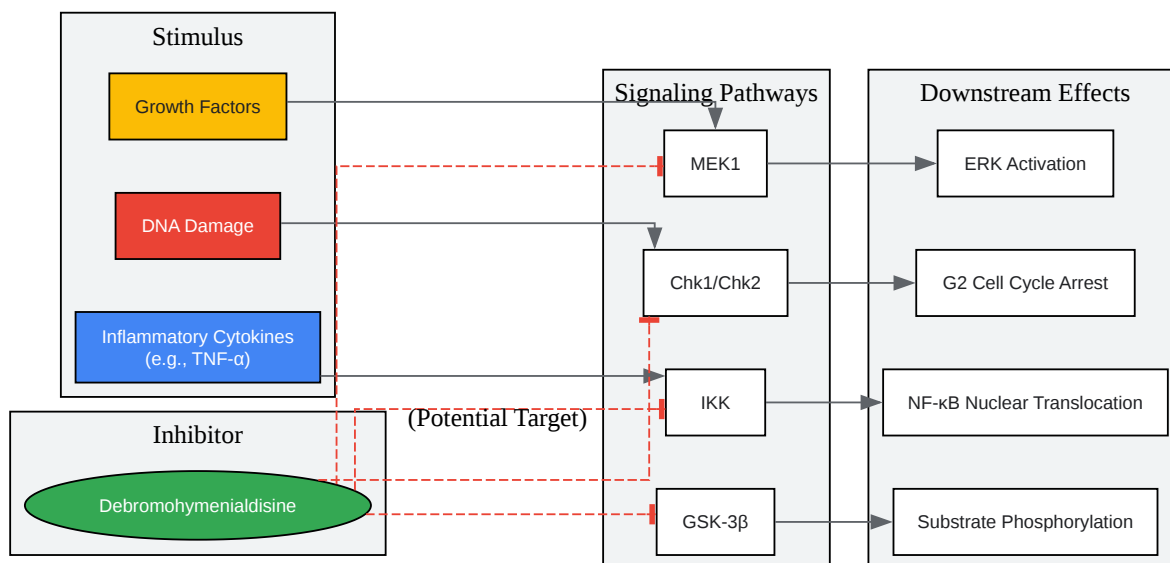 Stimulus
Growth Factors
DNA Damage
Inflammatory Cytokines
(e.g., TNF-α)
Inhibitor
Debromohymenialdisine
(Potential Target)
Signaling Pathways
MEK1
Chk1/Chk2
IKK
GSK-3β
Downstream Effects
ERK Activation
G2 Cell Cycle Arrest
NF-κB Nuclear Translocation
Substrate Phosphorylation